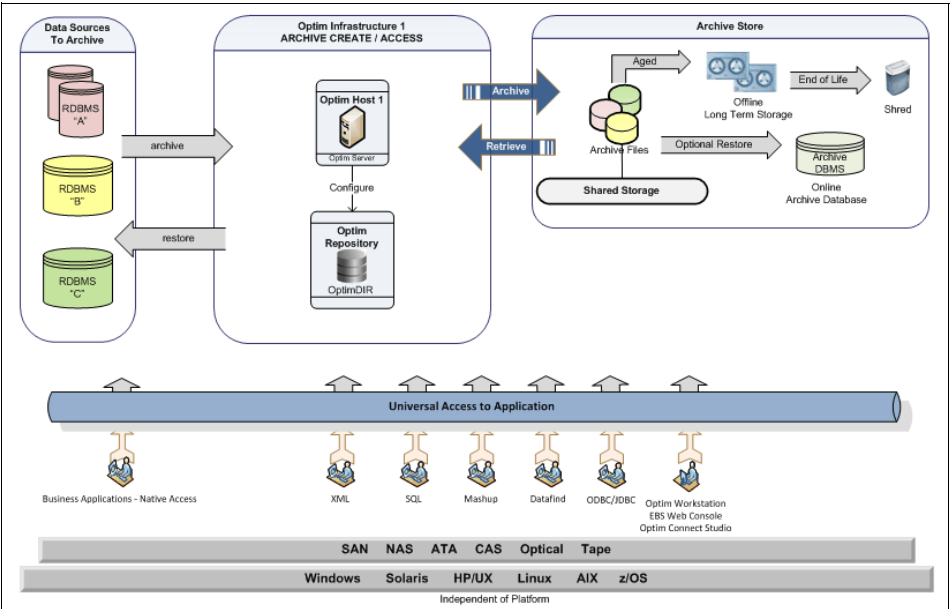 Data Sources
To Archive
RDBMS
"A"
RDBMS
"B"
RDBMS
"C"
archive
restore
Optim Infrastructure 1
ARCHIVE CREATE / ACCESS
Optim Host 1
Optim Server
Configure
Optim
Repository
OptimDIR
Archive
Retrieve
Archive Store
Aged
Archive Files
Offline
Long Term Storage
End of Life
Shred
Optional Restore
Archive
DBMS
Online
Archive Database
Shared Storage
Universal Access to Application
Business Applications - Native Access
XML
SQL
Mashup
Datafind
ODBC/JDBC
Optim Workstation
EBS Web Console
Optim Connect Studio
SAN NAS ATA CAS Optical Tape
Windows Solaris HP/UX Linux AIX z/OS
Independent of Platform